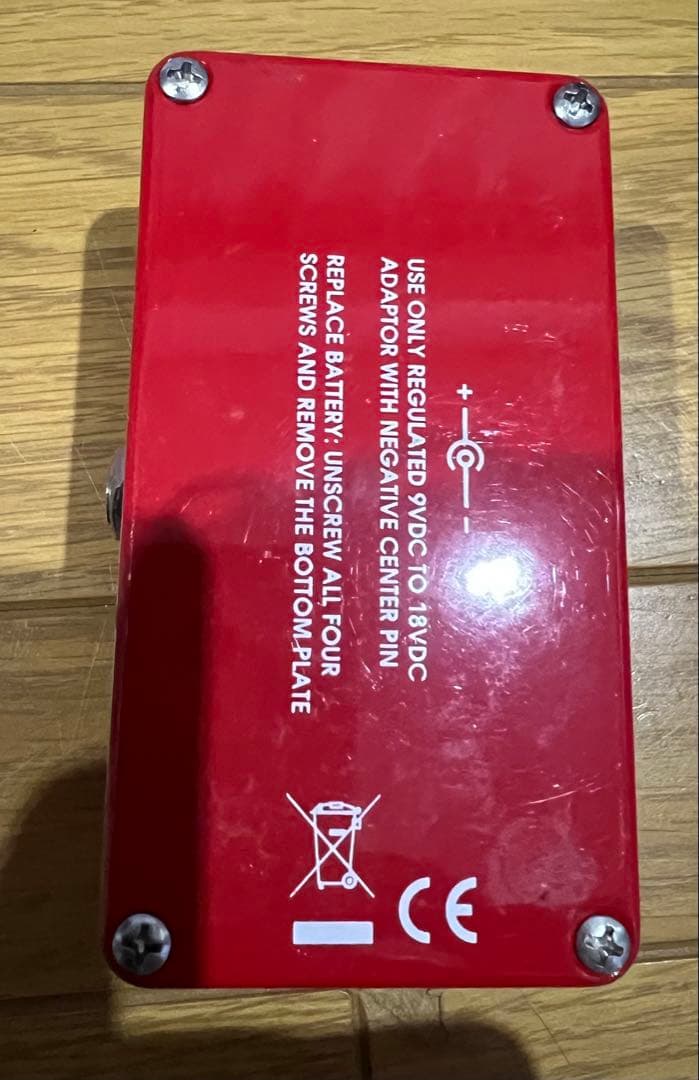 + -
USE ONLY REGULATED 9VDC TO 18VDC
ADAPTOR WITH NEGATIVE CENTER PIN
REPLACE BATTERY: UNSCREW ALL FOUR
SCREWS AND REMOVE THE BOTTOM PLATE
CE